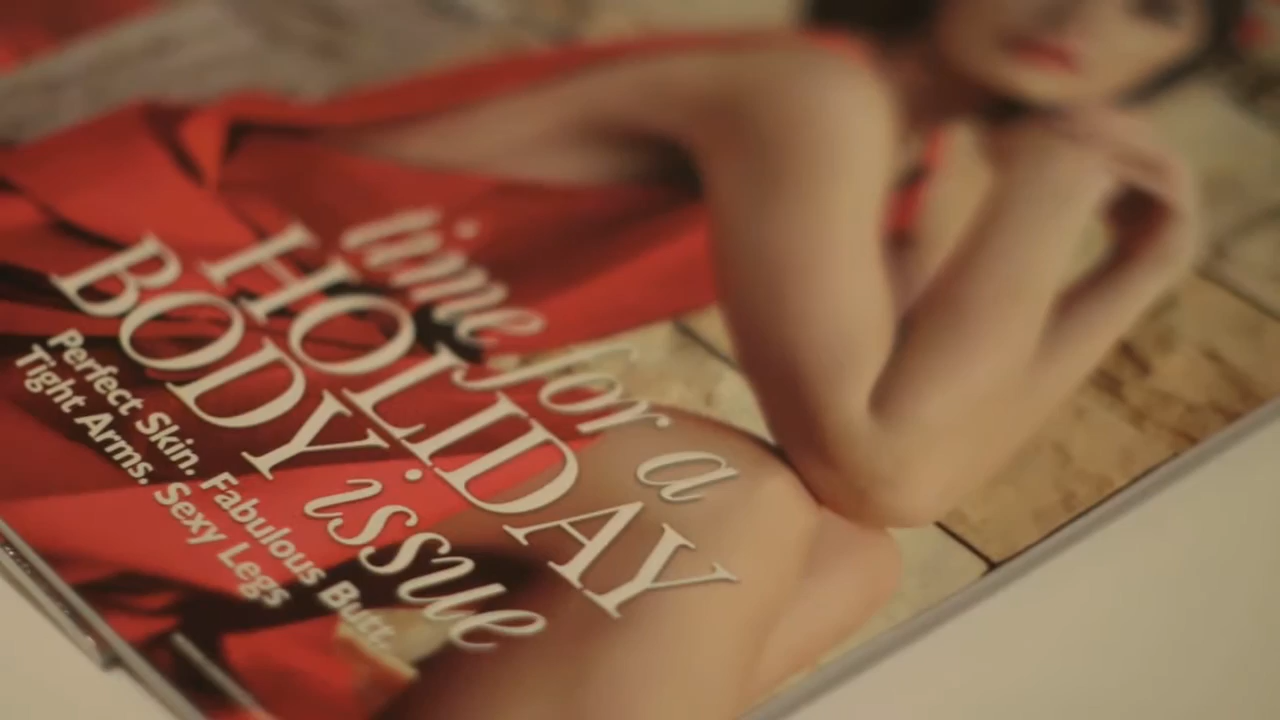 time for a
HOLIDAY
BODY issue
Perfect Skin. Fabulous Butt.
Tight Arms. Sexy Legs